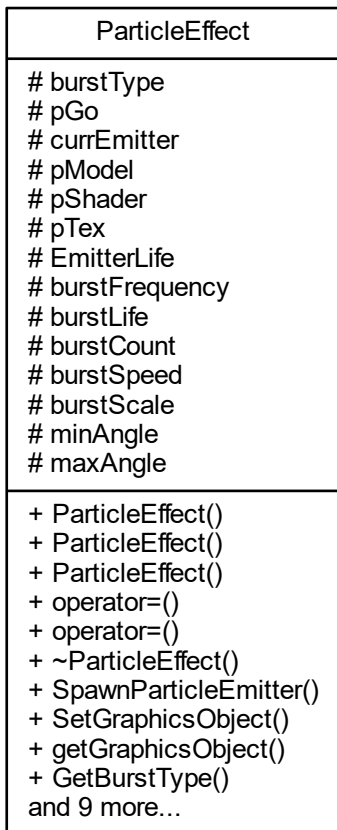 ParticleEffect
# burstType
# pGo
# currEmitter
# pModel
# pShader
# pTex
# EmitterLife
# burstFrequency
# burstLife
# burstCount
# burstSpeed
# burstScale
# minAngle
# maxAngle
+ ParticleEffect()
+ ParticleEffect()
+ ParticleEffect()
+ operator=()
+ operator=()
+ ~ParticleEffect()
+ SpawnParticleEmitter()
+ SetGraphicsObject()
+ getGraphicsObject()
+ GetBurstType()
and 9 more...